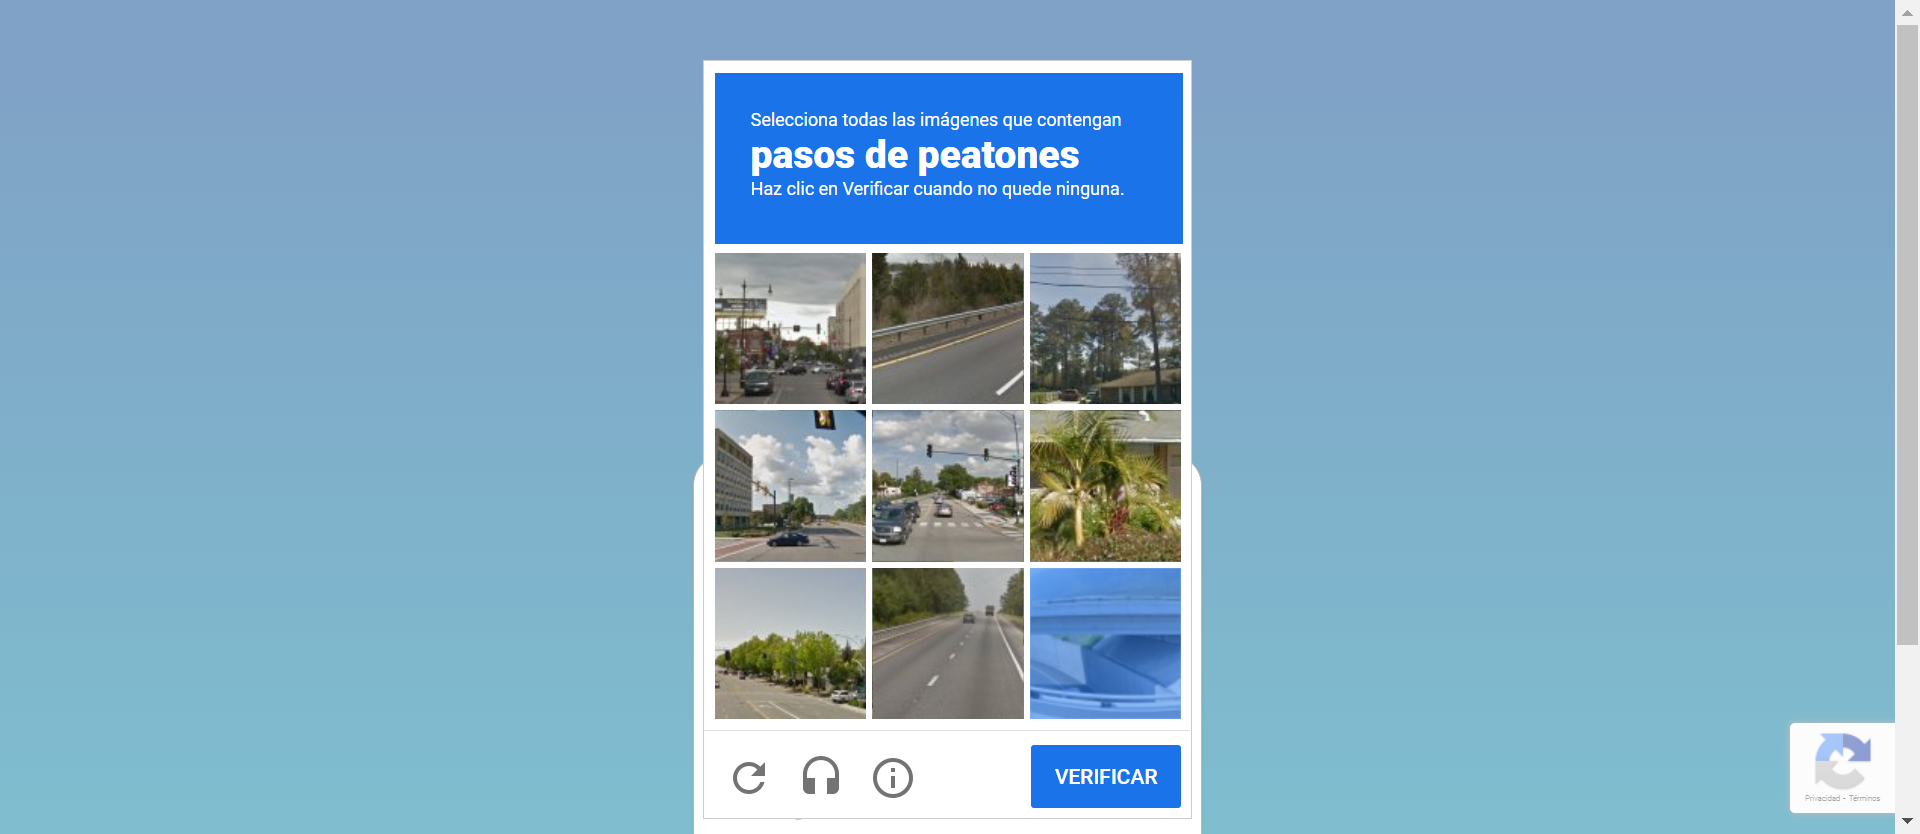 Selecciona todas las imágenes que contengan
pasos de peatones
Haz clic en Verificar cuando no quede ninguna.
VERIFICAR
Privacidad - Términos